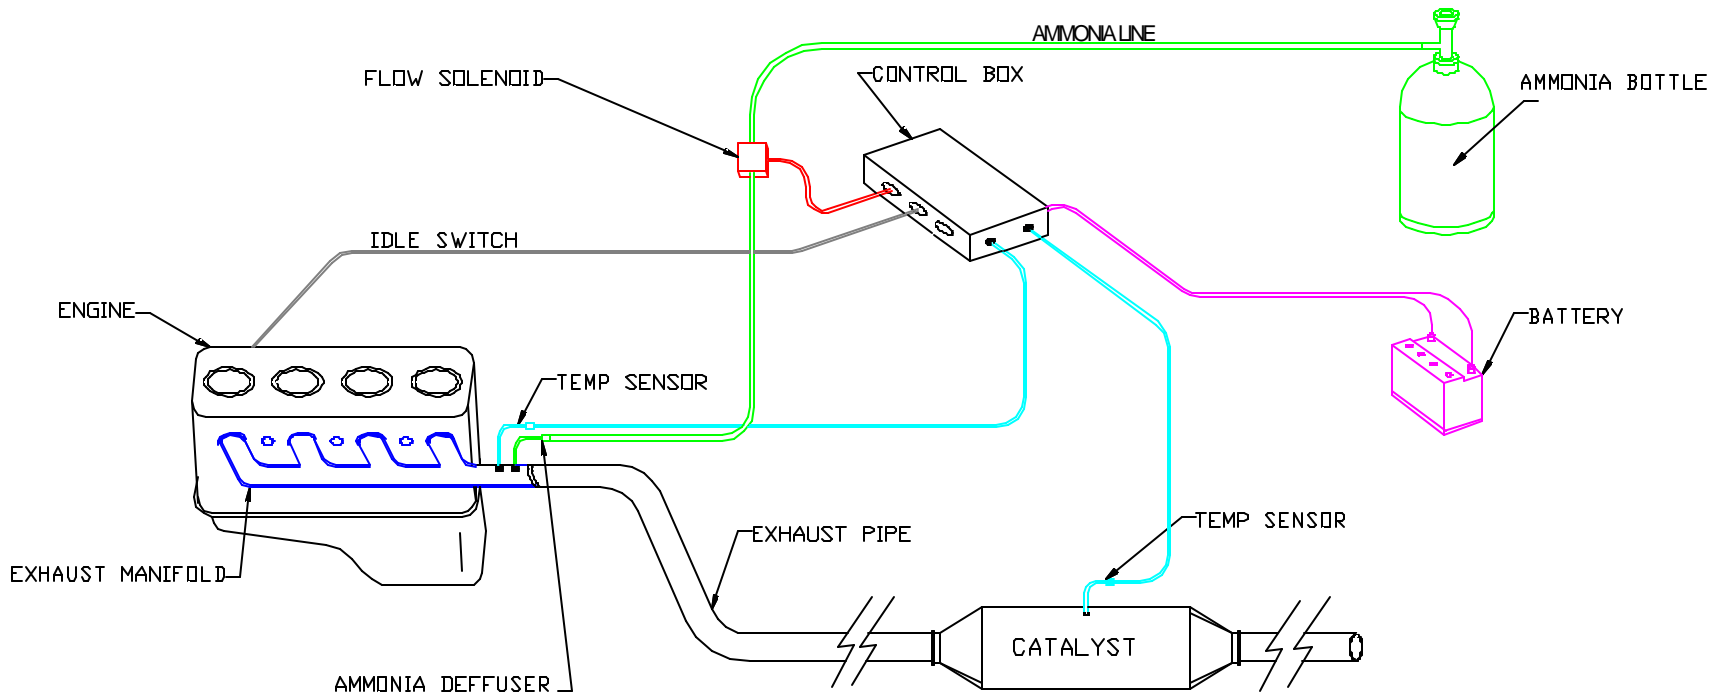 AMMONIA LINE
FLOW SOLENOID
CONTROL BOX
AMMONIA BOTTLE
IDLE SWITCH
ENGINE
BATTERY
TEMP SENSOR
TEMP SENSOR
EXHAUST PIPE
EXHAUST MANIFOLD
CATALYST
AMMONIA DEFFUSER